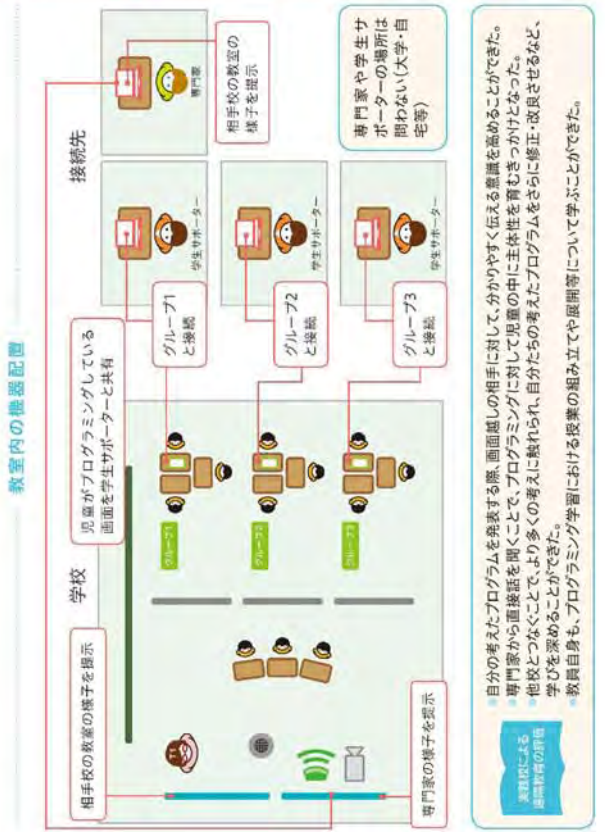 教室内の機器配置
学校
接続先
相手校の教室の様子を提示
児童がプログラミングしている
画面を学生サポーターと共有
グループ1
グループ2
グループ3
専門家の様子を提示
グループ1
と接続
グループ2
と接続
グループ3
と接続
学生サポーター
学生サポーター
学生サポーター
専門家
相手校の教室の
様子を提示
専門家や学生サ
ポーターの場所は
問わない(大学・自
宅等)
実践校による
遠隔教育の評価
自分の考えたプログラムを発表する際、画面越しの相手に対して、分かりやすく伝える意識を高めることができた。
専門家から直接話を聞くことで、プログラミングに対して児童の中に主体性を育むきっかけとなった。
他校とつなぐことで、より多くの考えに触れられ、自分たちの考えたプログラムをさらに修正・改良させるなど、
学びを深めることができた。
教員自身も、プログラミング学習における授業の組み立てや展開等について学ぶことができた。